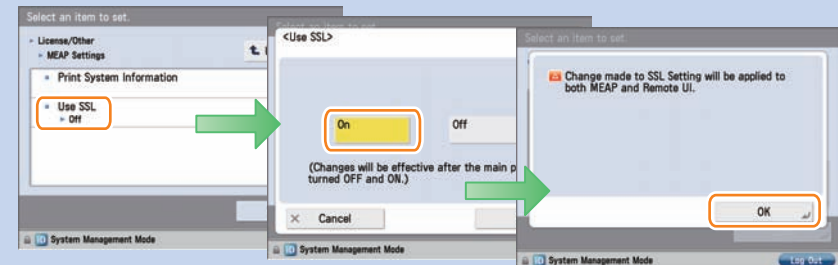 Select an item to set.
License/Other
MEAP Settings
Print System Information
Use SSL
Off
System Management Mode
<Use SSL>
On
Off
(Changes will be effective after the main p
turned OFF and ON.)
Cancel
System Management Mode
Select an item to set.
Change made to SSL Setting will be applied to
both MEAP and Remote UI.
OK
System Management Mode
Log Out